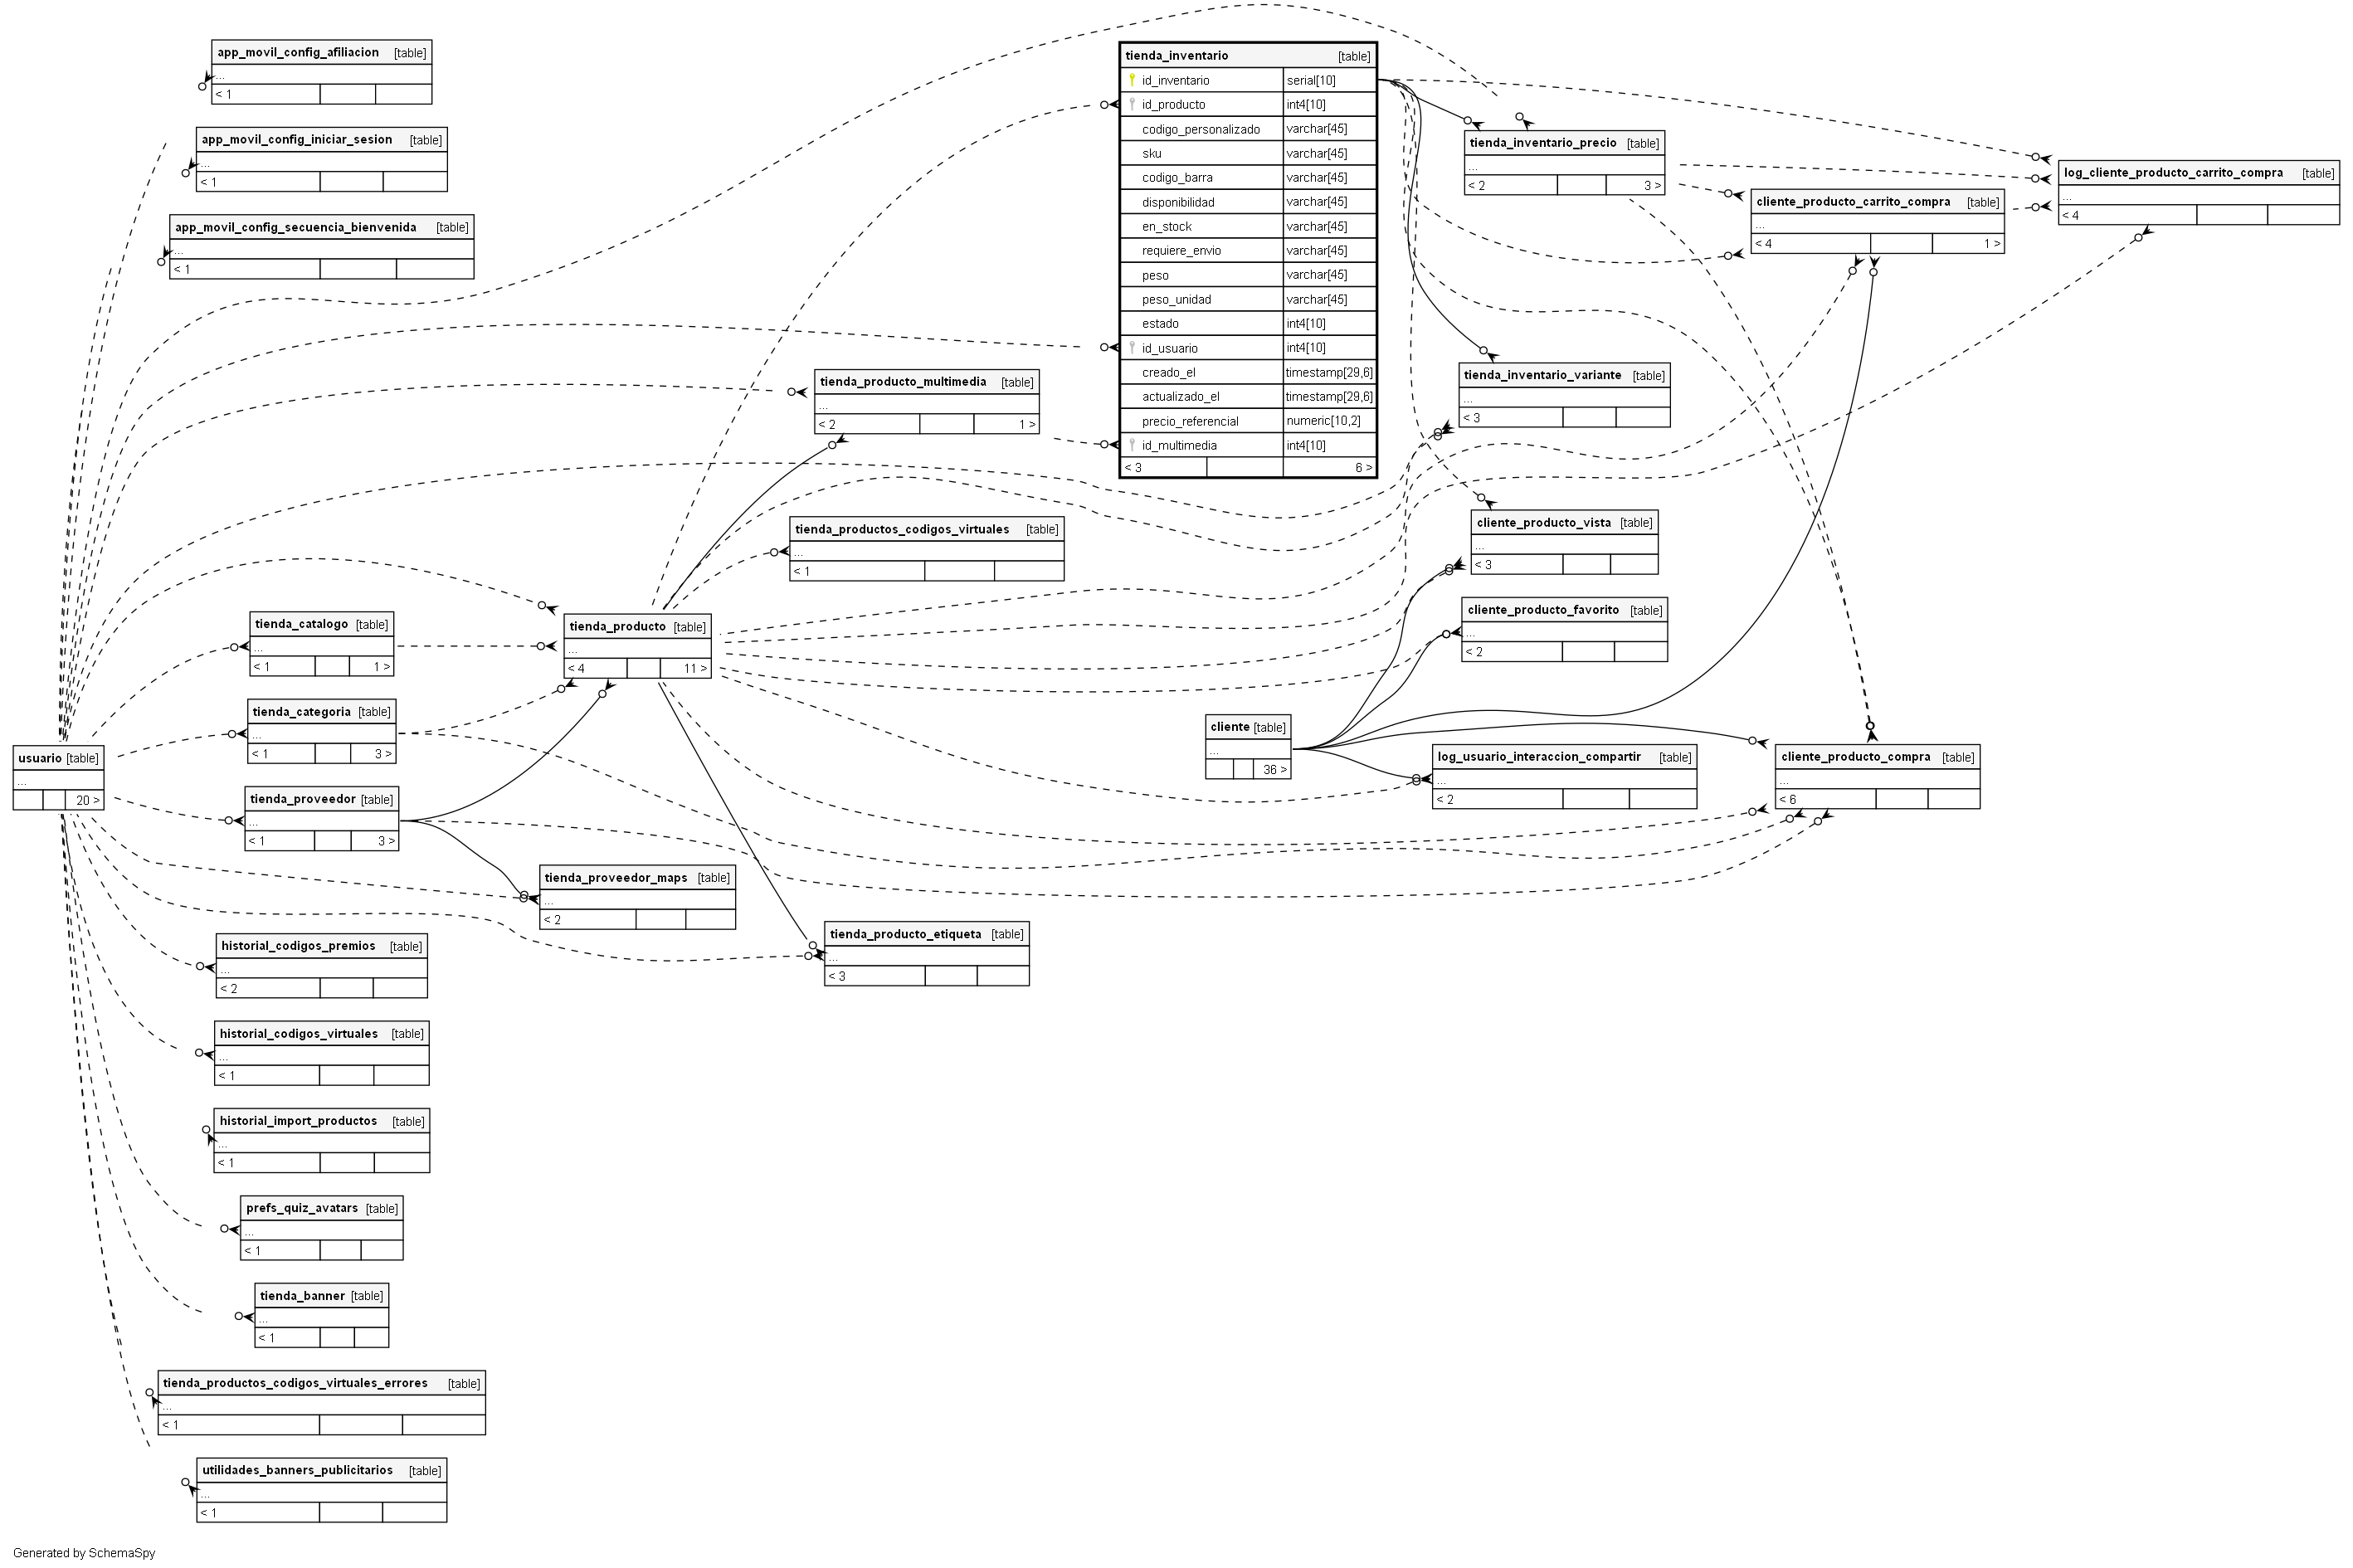 app_movil_config_afiliacion [table]
...
< 1
app_movil_config_iniciar_sesion [table]
...
< 1
app_movil_config_secuencia_bienvenida [table]
...
< 1
tienda_inventario [table]
id_inventario serial[10]
id_producto int4[10]
codigo_personalizado varchar[45]
sku varchar[45]
codigo_barra varchar[45]
disponibilidad varchar[45]
en_stock varchar[45]
requiere_envio varchar[45]
peso varchar[45]
peso_unidad varchar[45]
estado int4[10]
id_usuario int4[10]
creado_el timestamp[29,6]
actualizado_el timestamp[29,6]
precio_referencial numeric[10,2]
id_multimedia int4[10]
< 3 6 >
tienda_inventario_precio [table]
...
< 2 3 >
log_cliente_producto_carrito_compra [table]
...
< 4
cliente_producto_carrito_compra [table]
...
< 4 1 >
tienda_producto_multimedia [table]
...
< 2 1 >
tienda_inventario_variante [table]
...
< 3
tienda_productos_codigos_virtuales [table]
...
< 1
cliente_producto_vista [table]
...
< 3
tienda_catalogo [table]
...
< 1 1 >
tienda_producto [table]
...
< 4 11 >
cliente_producto_favorito [table]
...
< 2
tienda_categoria [table]
...
< 1 3 >
cliente [table]
...
36 >
usuario [table]
...
20 >
log_usuario_interaccion_compartir [table]
...
< 2
cliente_producto_compra [table]
...
< 6
tienda_proveedor [table]
...
< 1 3 >
tienda_proveedor_maps [table]
...
< 2
tienda_producto_etiqueta [table]
...
< 3
historial_codigos_premios [table]
...
< 2
historial_codigos_virtuales [table]
...
< 1
historial_import_productos [table]
...
< 1
prefs_quiz_avatars [table]
...
< 1
tienda_banner [table]
...
< 1
tienda_productos_codigos_virtuales_errores [table]
...
< 1
utilidades_banners_publicitarios [table]
...
< 1
Generated by SchemaSpy